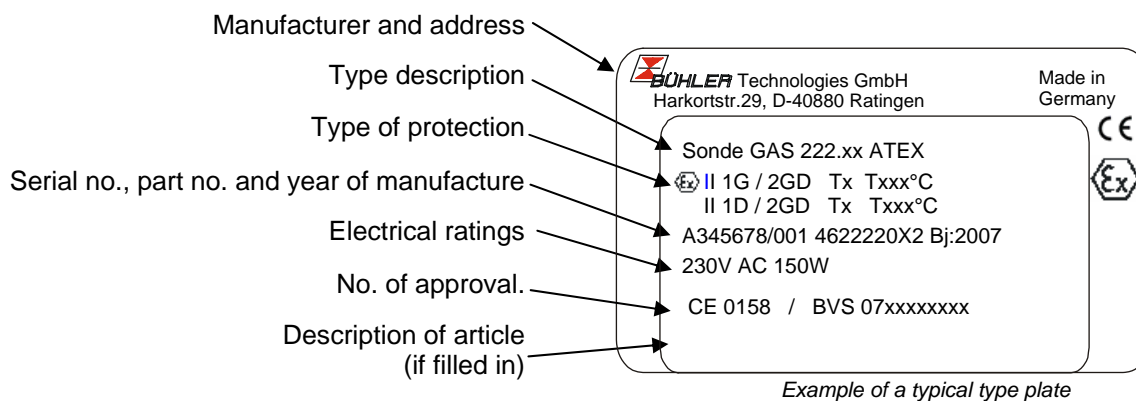 Manufacturer and address
Type description
Type of protection
Serial no., part no. and year of manufacture
Electrical ratings
No. of approval.
Description of article
(if filled in)
BÜHLER Technologies GmbH
Harkortstr.29, D-40880 Ratingen
Made in
Germany
CE
Ex
Sonde GAS 222.xx ATEX
Ex II 1G / 2GD Tx Txxx°C
II 1D / 2GD Tx Txxx°C
A345678/001 4622220X2 Bj:2007
230V AC 150W
CE 0158 / BVS 07xxxxxxxx
Example of a typical type plate